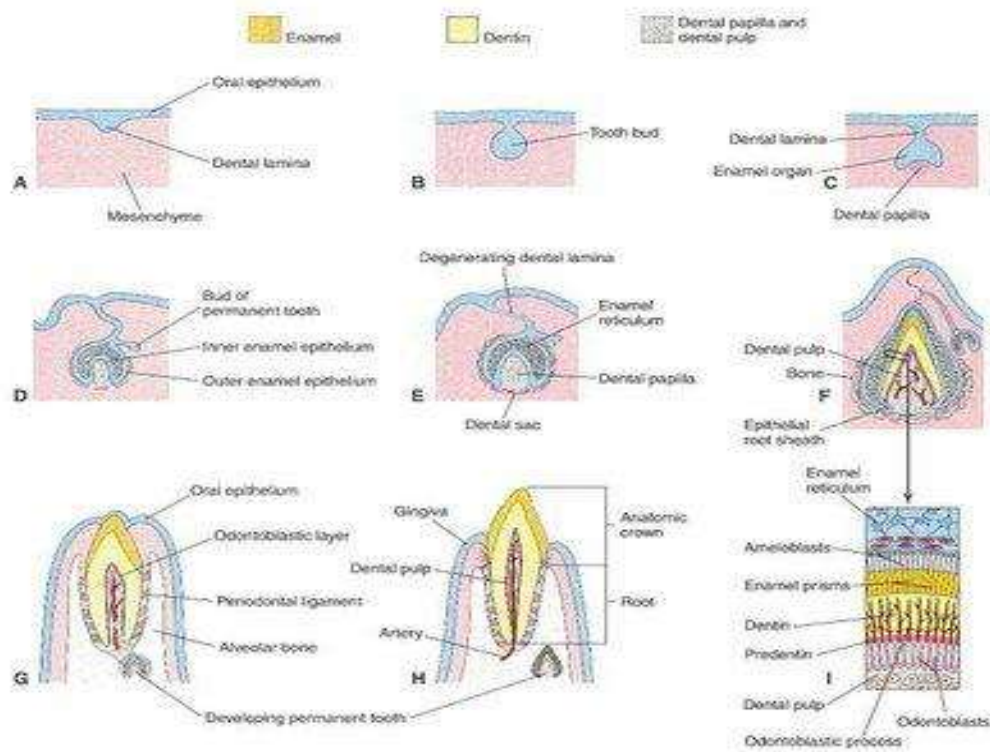 Enamel
Dentin
Dental papilla and
dental pulp
Oral epithelium
Dental lamina
A
Mesenchyme
Tooth bud
B
Dental lamina
Enamel organ
C
Dental papilla
Bud of
permanent tooth
Inner enamel epithelium
Outer enamel epithelium
D
Degenerating dental lamina
Enamel
reticulum
Dental papilla
E
Dental sac
Dental pulp
Bone
F
Epithelial
root sheath
Oral epithelium
Odontoblastic layer
Periodontal ligament
Alveolar bone
G
Gingiva
Dental pulp
Artery
H
Anatomic
crown
Root
Developing permanent tooth
Enamel
reticulum
Ameloblasts
Enamel prisms
Dentin
Predentin
I
Dental pulp
Odontoblasts
Odontoblastic process